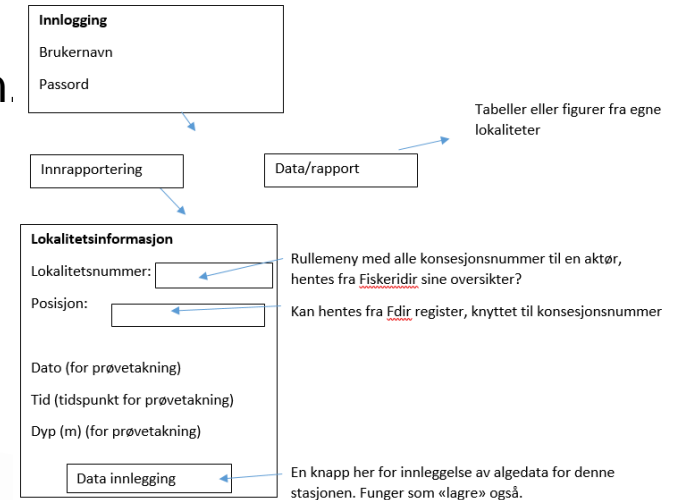 Innlogging
Brukernavn
Passord
n.
Tabeller eller figurer fra egne
lokaliteter
Innrapportering
Data/rapport
Lokalitetsinformasjon
Lokalitetsnummer:
Rullemeny med alle konsesjonsnummer til en aktør,
hentes fra Fiskeridir sine oversikter?
Posisjon:
Kan hentes fra Fdir register, knyttet til konsesjonsnummer
Dato (for prøvetakning)
Tid (tidspunkt for prøvetakning)
Dyp (m) (for prøvetakning)
Data innlegging
En knapp her for innleggelse av algedata for denne
stasjonen. Funger som «lagre» også.